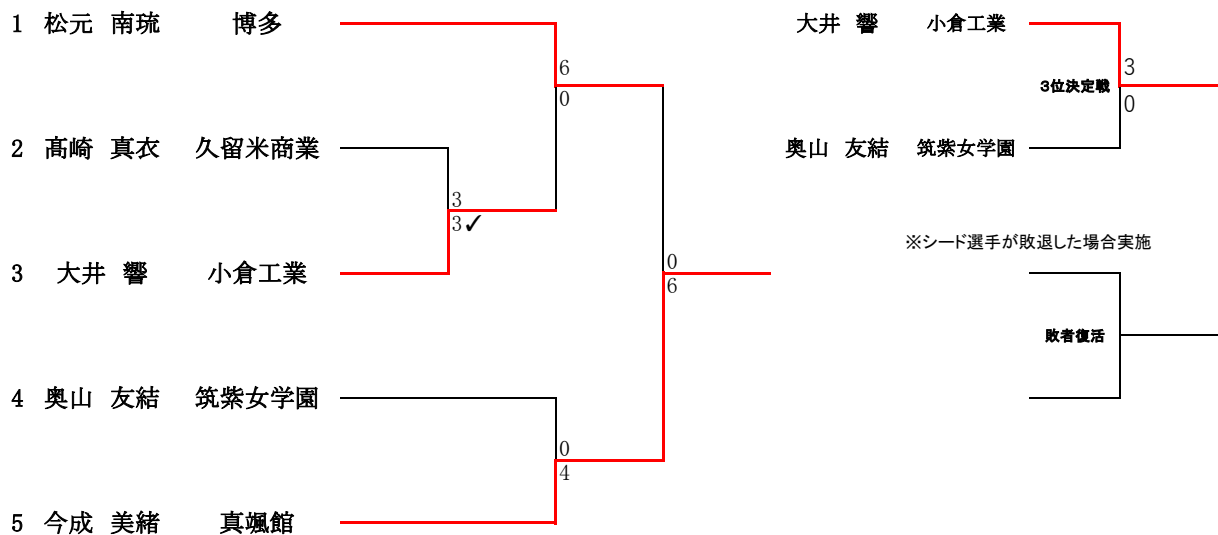 1 松元 南琉 博多
6
0
2 髙崎 真衣 久留米商業
3
3✓
3 大井 響 小倉工業
0
6
4 奥山 友結 筑紫女学園
0
4
5 今成 美緒 真颯館
大井 響 小倉工業
3
3位決定戦
0
奥山 友結 筑紫女学園
※シード選手が敗退した場合実施
敗者復活